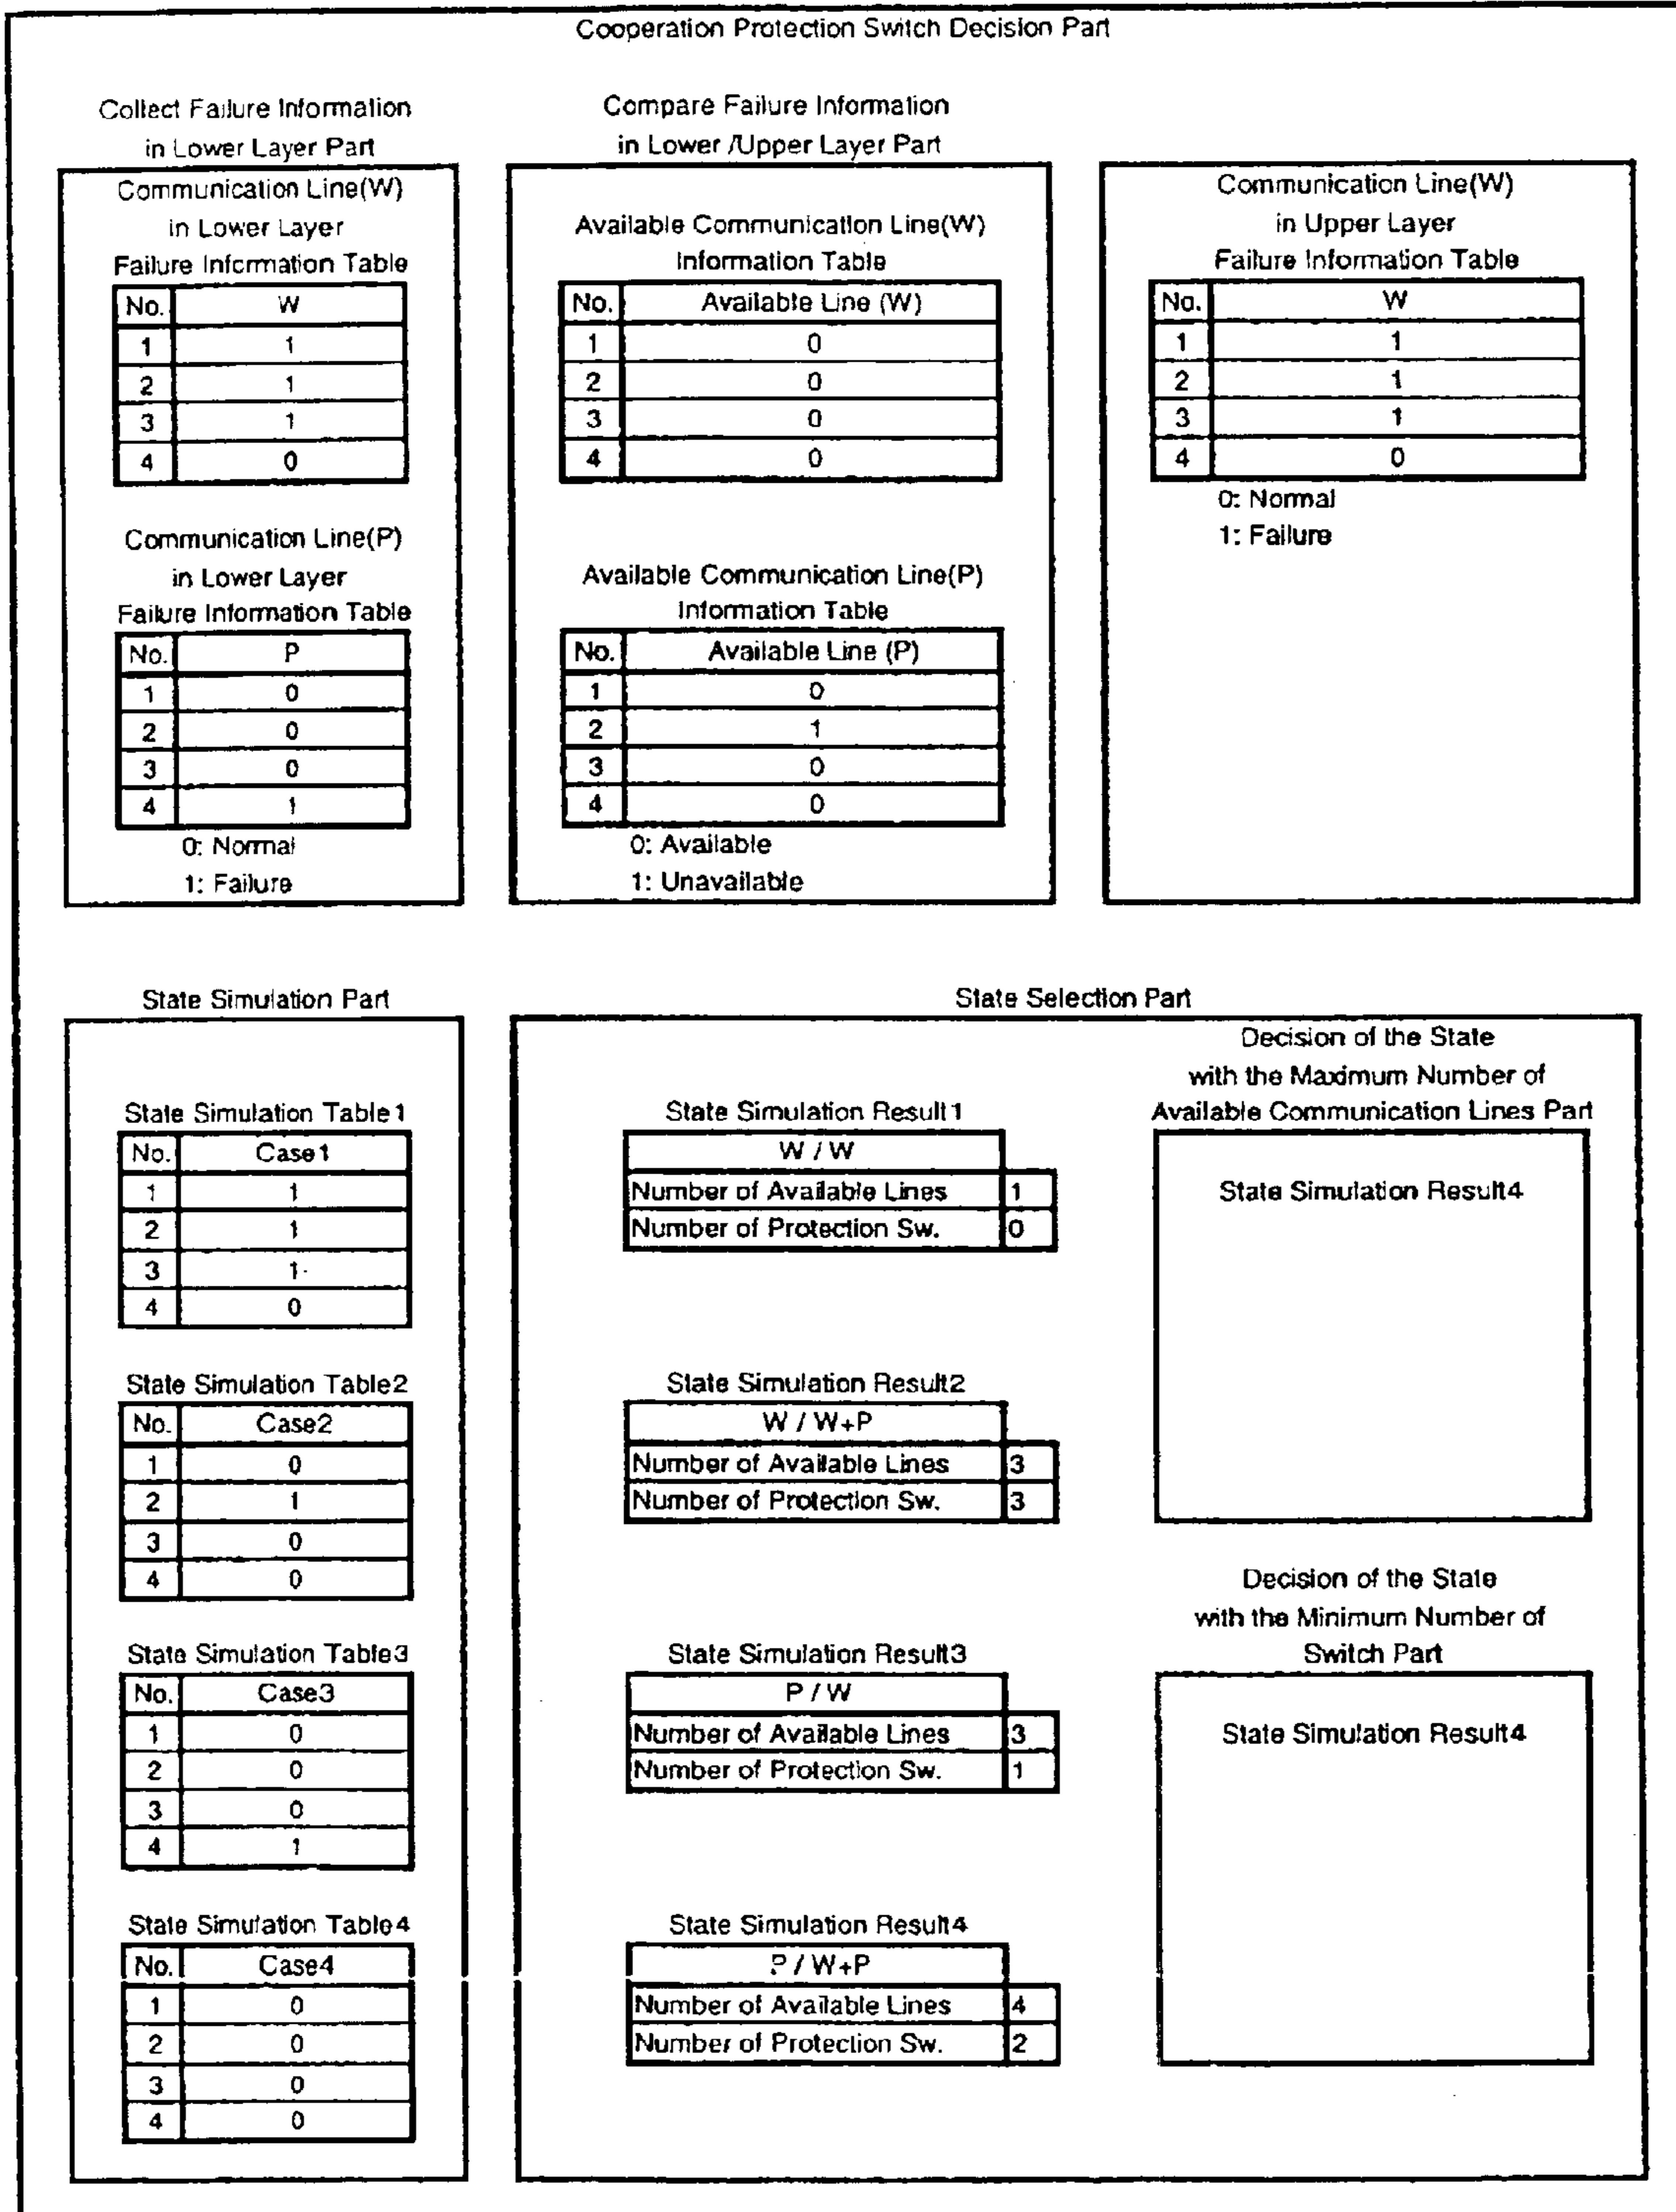 Cooperation Protection Switch Decision Part
Collect Failure Information
in Lower Layer Part
Communication Line(W)
in Lower Layer
Failure Information Table
No. W
1 1
2 1
3 1
4 0
Communication Line(P)
in Lower Layer
Failure Information Table
No. P
1 0
2 0
3 0
4 1
0: Normal
1: Failure
Compare Failure Information
in Lower /Upper Layer Part
Available Communication Line(W)
Information Table
No. Available Line (W)
1 0
2 0
3 0
4 0
Available Communication Line(P)
Information Table
No. Available Line (P)
1 0
2 1
3 0
4 0
0: Available
1: Unavailable
Communication Line(W)
in Upper Layer
Failure Information Table
No. W
1 1
2 1
3 1
4 0
0: Normal
1: Failure
State Simulation Part
State Simulation Table1
No. Case1
1 1
2 1
3 1
4 0
State Simulation Table2
No. Case2
1 0
2 1
3 0
4 0
State Simulation Table3
No. Case3
1 0
2 0
3 0
4 1
State Simulation Table4
No. Case4
1 0
2 0
3 0
4 0
State Selection Part
State Simulation Result1
W / W
Number of Available Lines 1
Number of Protection Sw. 0
State Simulation Result2
W / W+P
Number of Available Lines 3
Number of Protection Sw. 3
State Simulation Result3
P / W
Number of Available Lines 3
Number of Protection Sw. 1
State Simulation Result4
P / W+P
Number of Available Lines 4
Number of Protection Sw. 2
Decision of the State
with the Maximum Number of
Available Communication Lines Part
State Simulation Result4
Decision of the State
with the Minimum Number of
Switch Part
State Simulation Result4